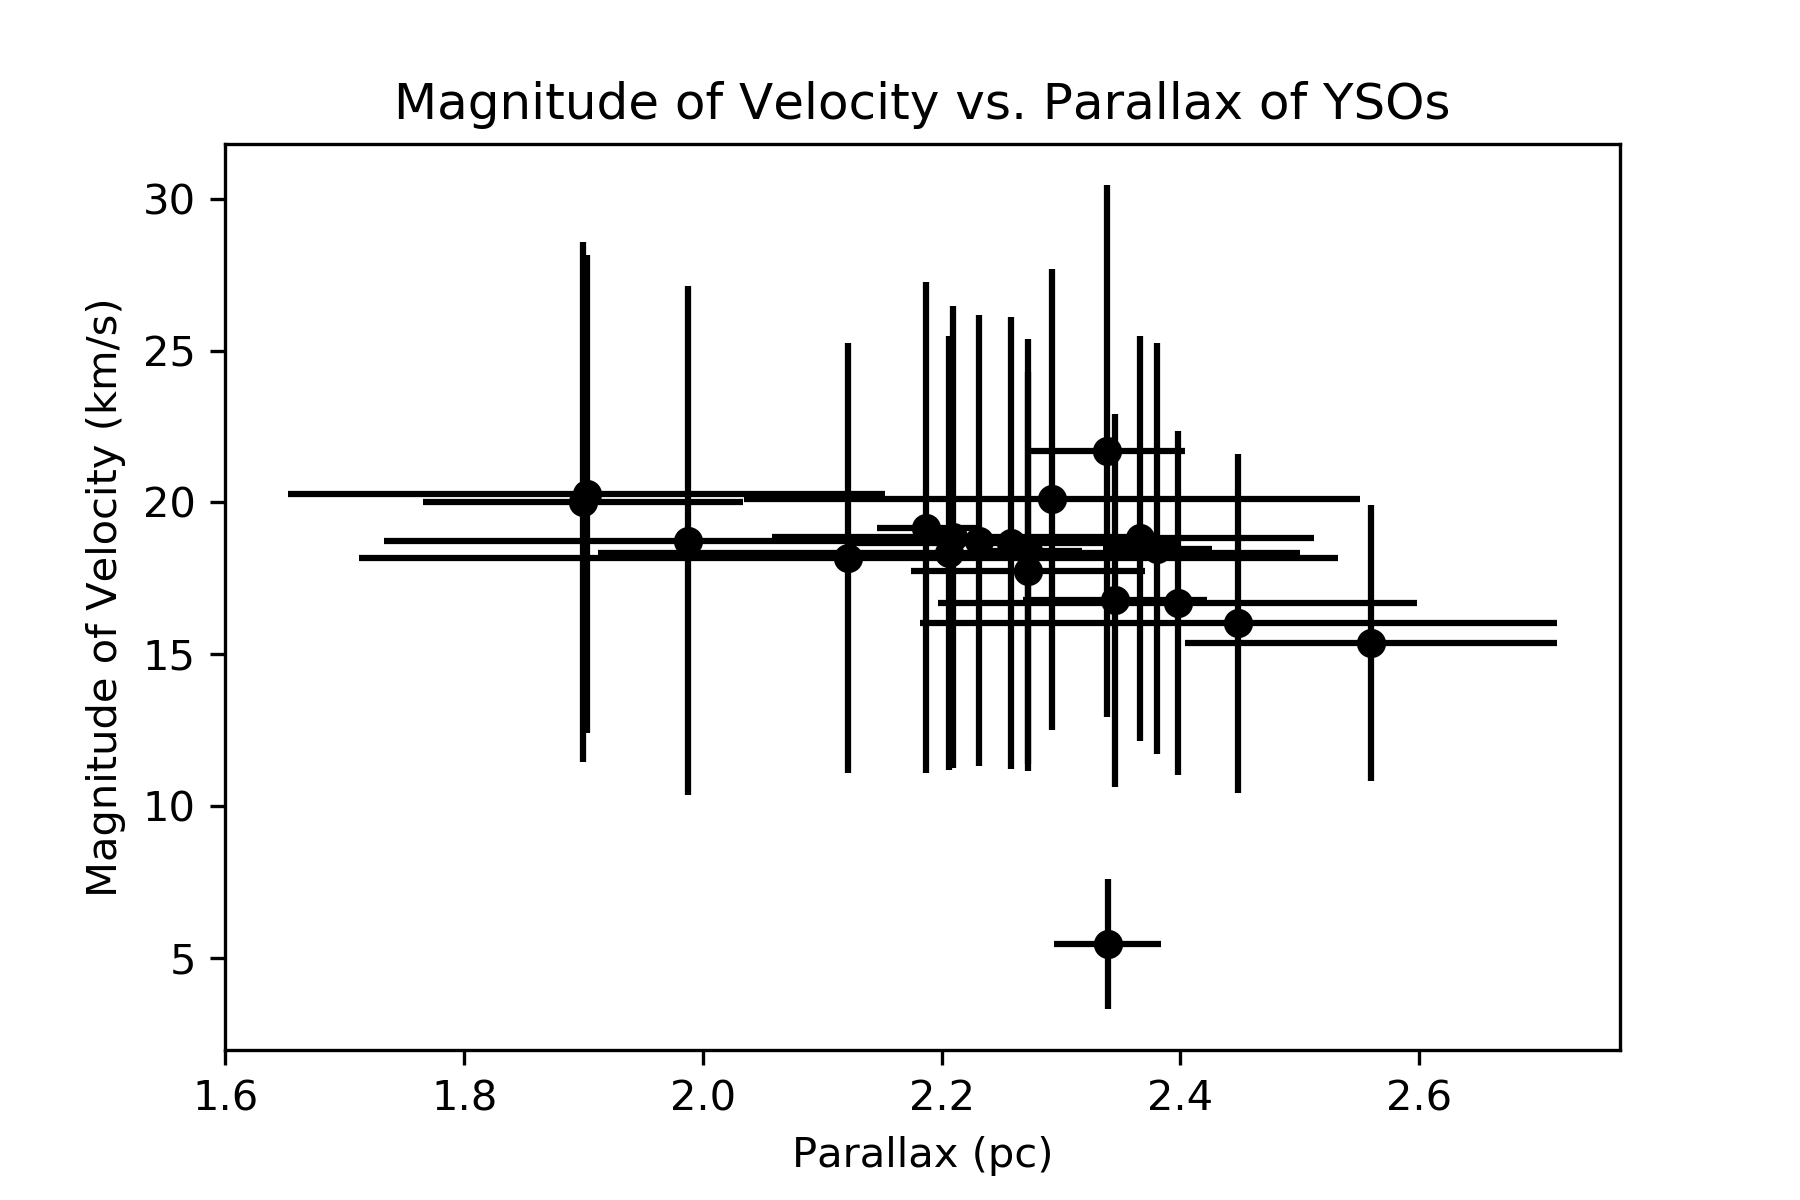 Magnitude of Velocity vs. Parallax of YSOs
Magnitude of Velocity (km/s)
30
25
20
15
10
5
1.6 1.8 2.0 2.2 2.4 2.6
Parallax (pc)